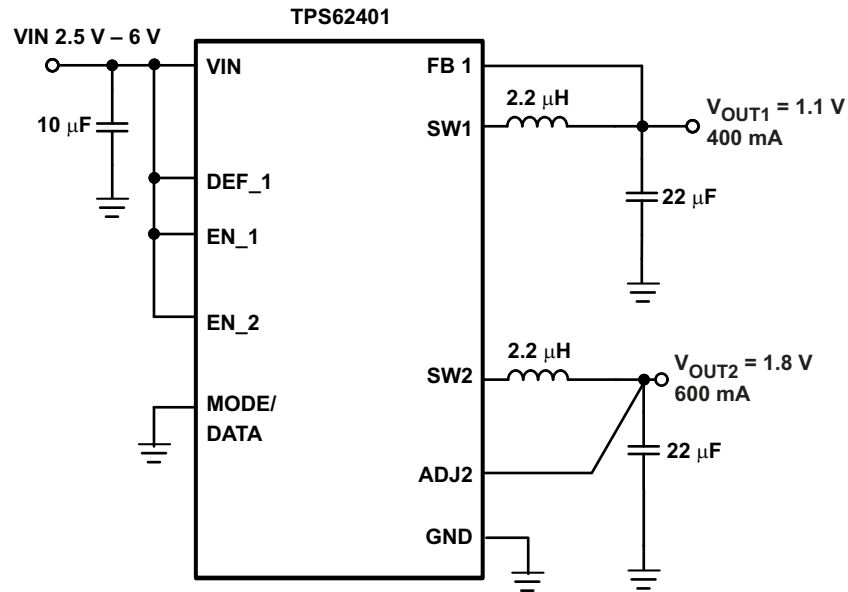 TPS62401
VIN 2.5 V – 6 V
VIN
FB 1
2.2 μH
V_OUT1 = 1.1 V
SW1
400 mA
10 μF
DEF_1
22 μF
EN_1
EN_2
2.2 μH
V_OUT2 = 1.8 V
SW2
600 mA
MODE/
DATA
22 μF
ADJ2
GND